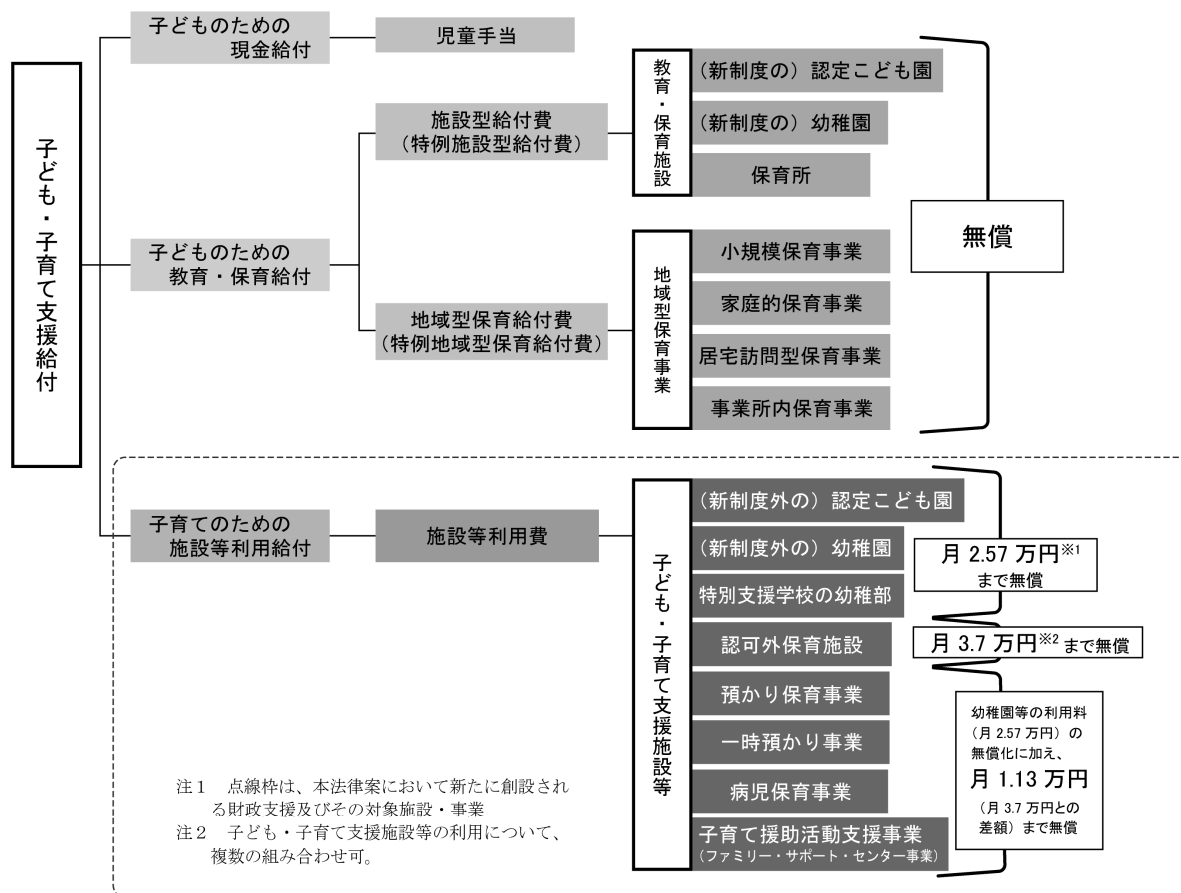 子ども・子育て支援給付
子どものための
現金給付
児童手当
子どものための
教育・保育給付
施設型給付費
（特例施設型給付費）
教育・保育施設
（新制度の）認定こども園
（新制度の）幼稚園
保育所
地域型保育給付費
（特例地域型保育給付費）
地域型保育事業
小規模保育事業
家庭的保育事業
居宅訪問型保育事業
事業所内保育事業
無償
子育てのための
施設等利用給付
施設等利用費
子ども・子育て支援施設等
（新制度外の）認定こども園
（新制度外の）幼稚園
特別支援学校の幼稚部
認可外保育施設
預かり保育事業
一時預かり事業
病児保育事業
子育て援助活動支援事業
（ファミリー・サポート・センター事業）
月 2.57 万円※1
まで無償
月 3.7 万円※2 まで無償
幼稚園等の利用料
（月 2.57 万円）の
無償化に加え、
月 1.13 万円
（月 3.7 万円との
差額）まで無償
注１　点線枠は、本法律案において新たに創設され
る財政支援及びその対象施設・事業
注２　子ども・子育て支援施設等の利用について、
複数の組み合わせ可。